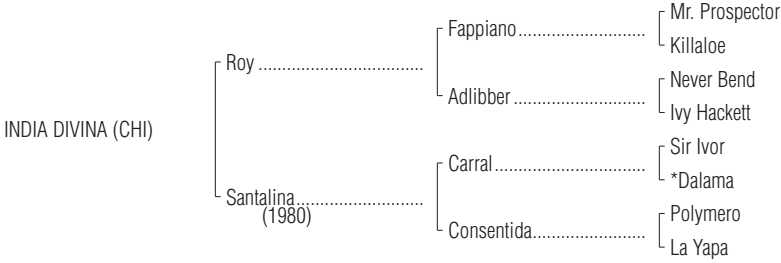 Mr. Prospector
Fappiano
Killaloe
Roy
Never Bend
Adlibber
Ivy Hackett
INDIA DIVINA (CHI)
Sir Ivor
Carral
*Dalama
Santalina
(1980)
Polymero
Consentida
La Yapa